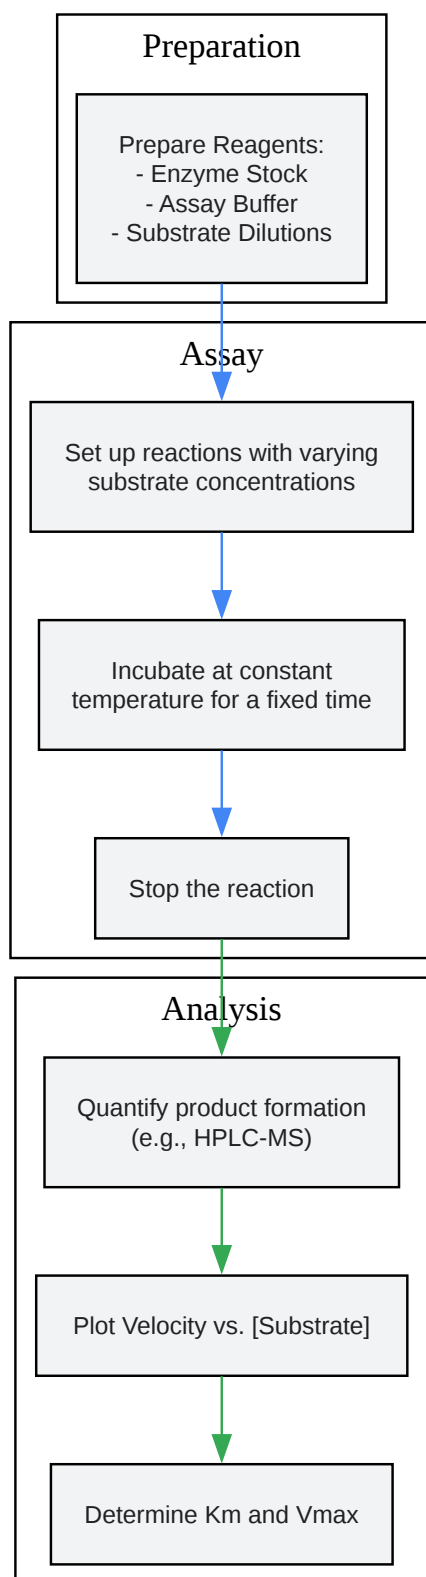 Preparation
Prepare Reagents:
- Enzyme Stock
- Assay Buffer
- Substrate Dilutions
Assay
Set up reactions with varying
substrate concentrations
Incubate at constant
temperature for a fixed time
Stop the reaction
Analysis
Quantify product formation
(e.g., HPLC-MS)
Plot Velocity vs. [Substrate]
Determine Km and Vmax